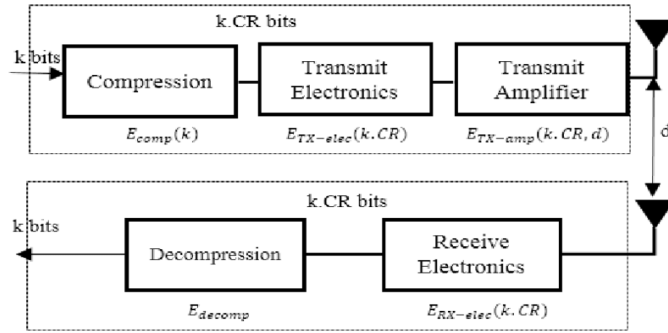 k.CR bits
k bits
Compression
Transmit
Electronics
Transmit
Amplifier
E_comp(k)
E_TX-elec(k.CR)
E_TX-amp(k.CR, d)
d
k.CR bits
k bits
Decompression
Receive
Electronics
E_decomp
E_RX-elec(k.CR)